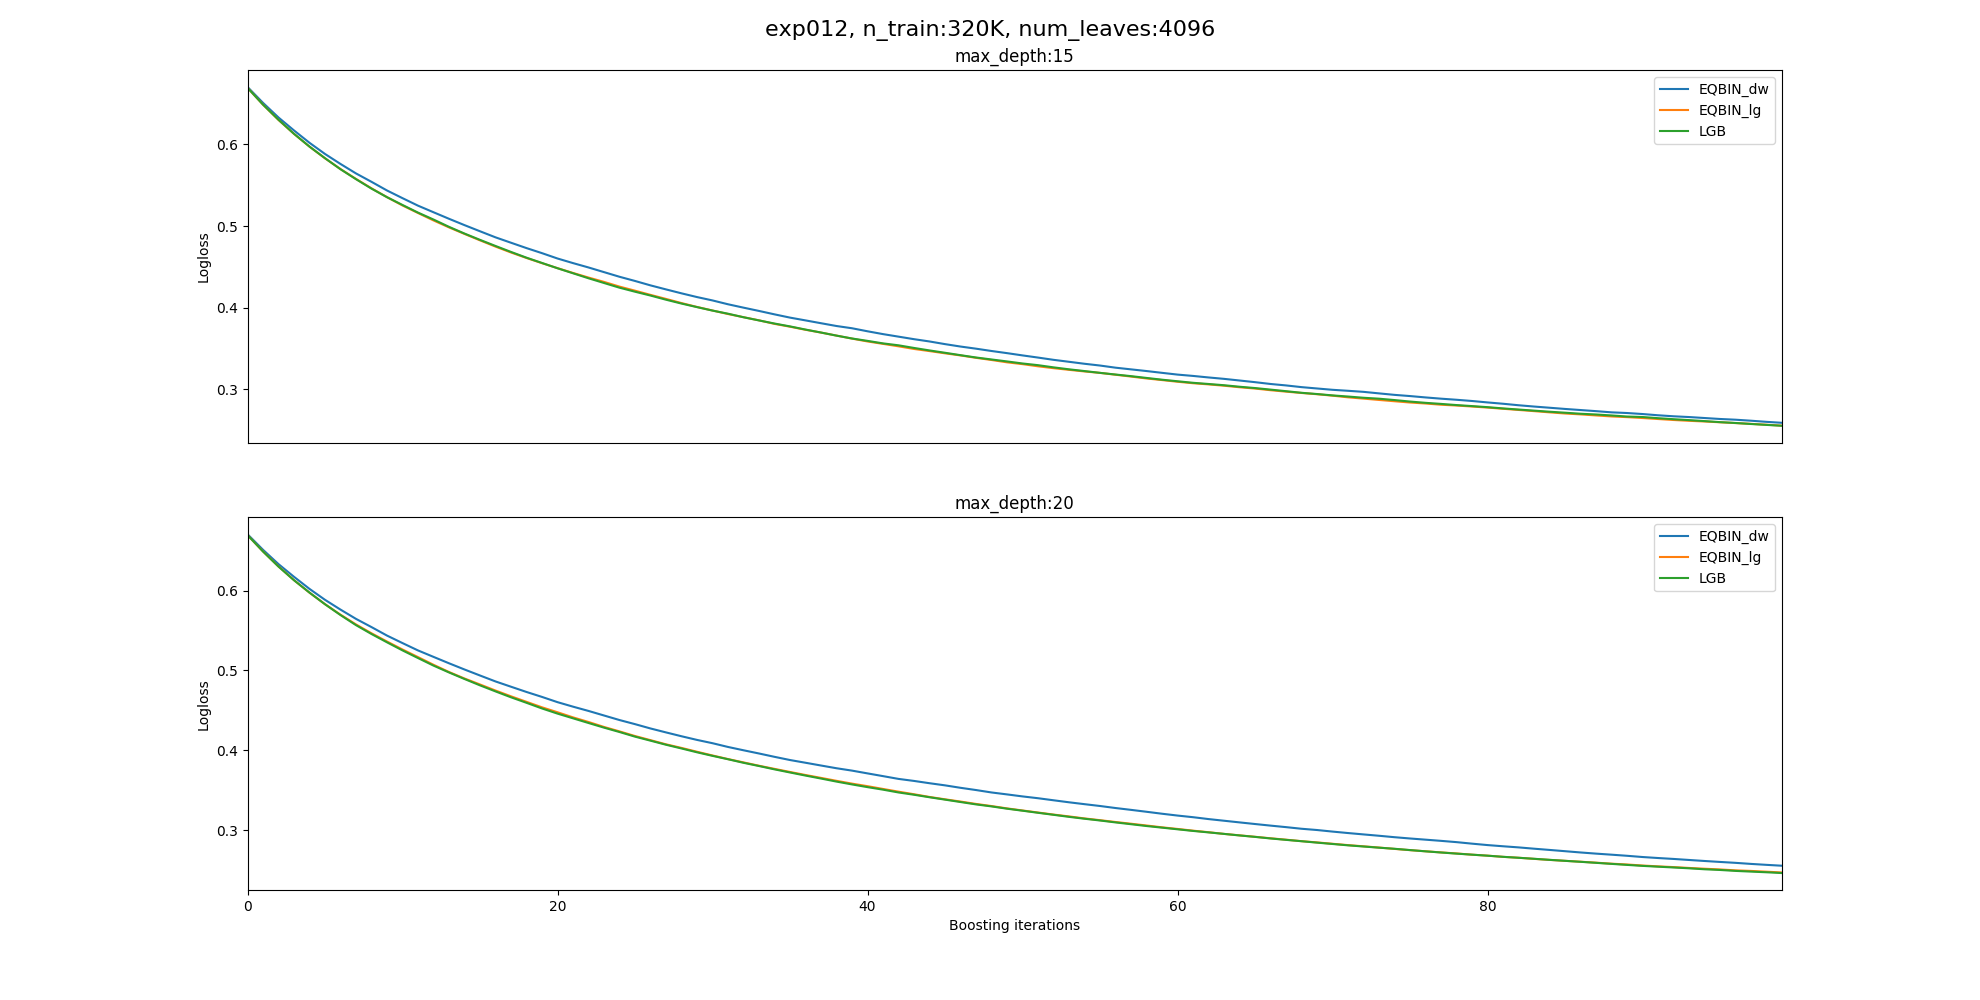 exp012, n_train:320K, num_leaves:4096
max_depth:15
EQBIN_dw
EQBIN_lg
LGB
0.6
0.5
0.4
0.3
Logloss
max_depth:20
EQBIN_dw
EQBIN_lg
LGB
0.6
0.5
0.4
0.3
Logloss
0 20 40 60 80
Boosting iterations